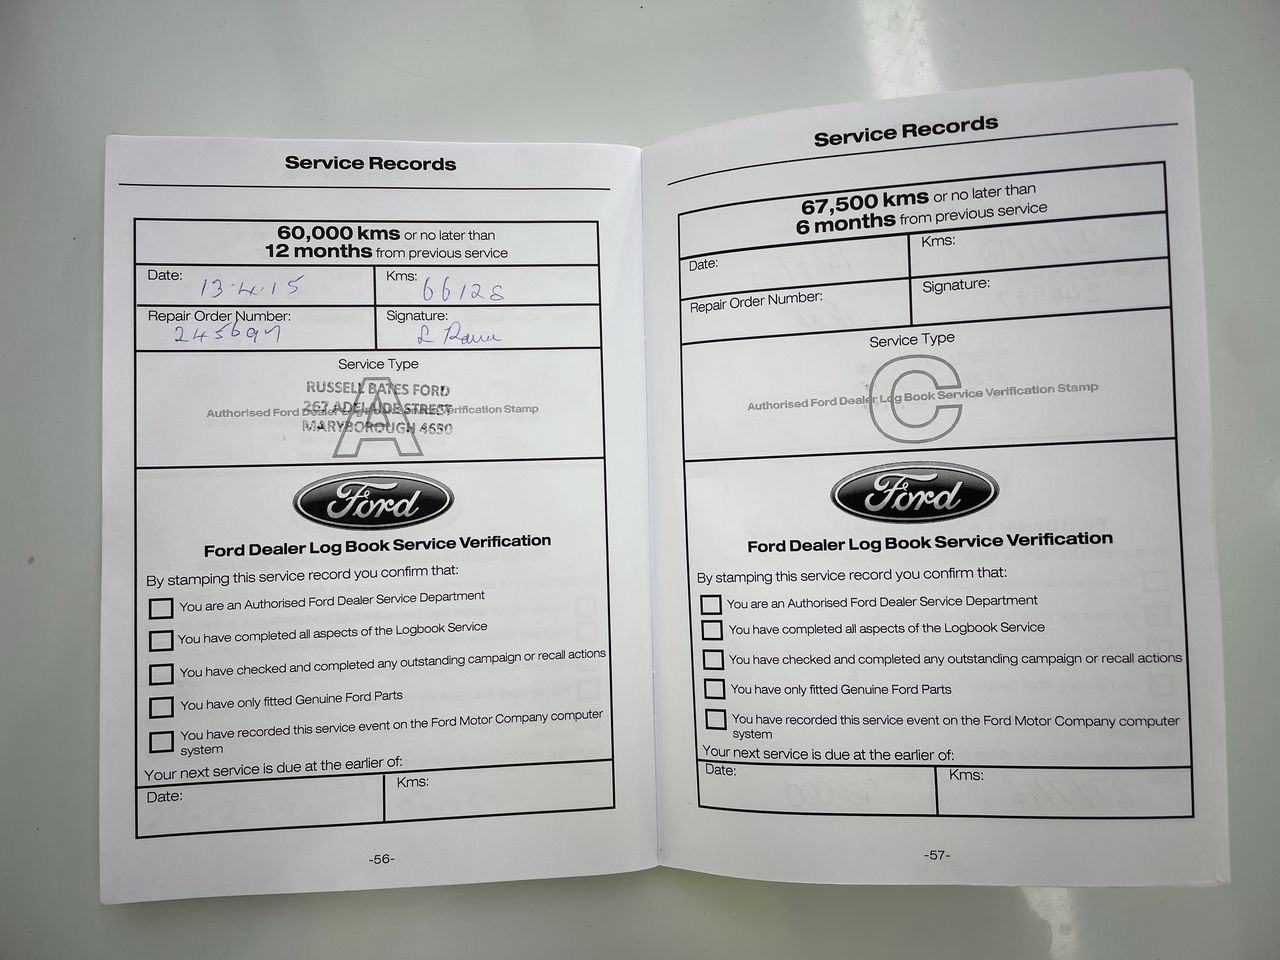 Service Records
60,000 kms or no later than
12 months from previous service
Date: 13.4.15
Kms: 66128
Repair Order Number:
Signature:
Service Type
A
RUSSELL BATES FORD
Authorised Ford Dealer Log Book Service Verification Stamp
267 ADELAIDE STREET
MARYBOROUGH 4650
Ford
Ford Dealer Log Book Service Verification
By stamping this service record you confirm that:
You are an Authorised Ford Dealer Service Department
You have completed all aspects of the Logbook Service
You have checked and completed any outstanding campaign or recall actions
You have only fitted Genuine Ford Parts
You have recorded this service event on the Ford Motor Company computer
system
Your next service is due at the earlier of:
Date:
Kms:
-56-
Service Records
67,500 kms or no later than
6 months from previous service
Date:
Kms:
Repair Order Number:
Signature:
Service Type
C
Authorised Ford Dealer Log Book Service Verification Stamp
Ford
Ford Dealer Log Book Service Verification
By stamping this service record you confirm that:
You are an Authorised Ford Dealer Service Department
You have completed all aspects of the Logbook Service
You have checked and completed any outstanding campaign or recall actions
You have only fitted Genuine Ford Parts
You have recorded this service event on the Ford Motor Company computer
system
Your next service is due at the earlier of:
Date:
Kms:
-57-